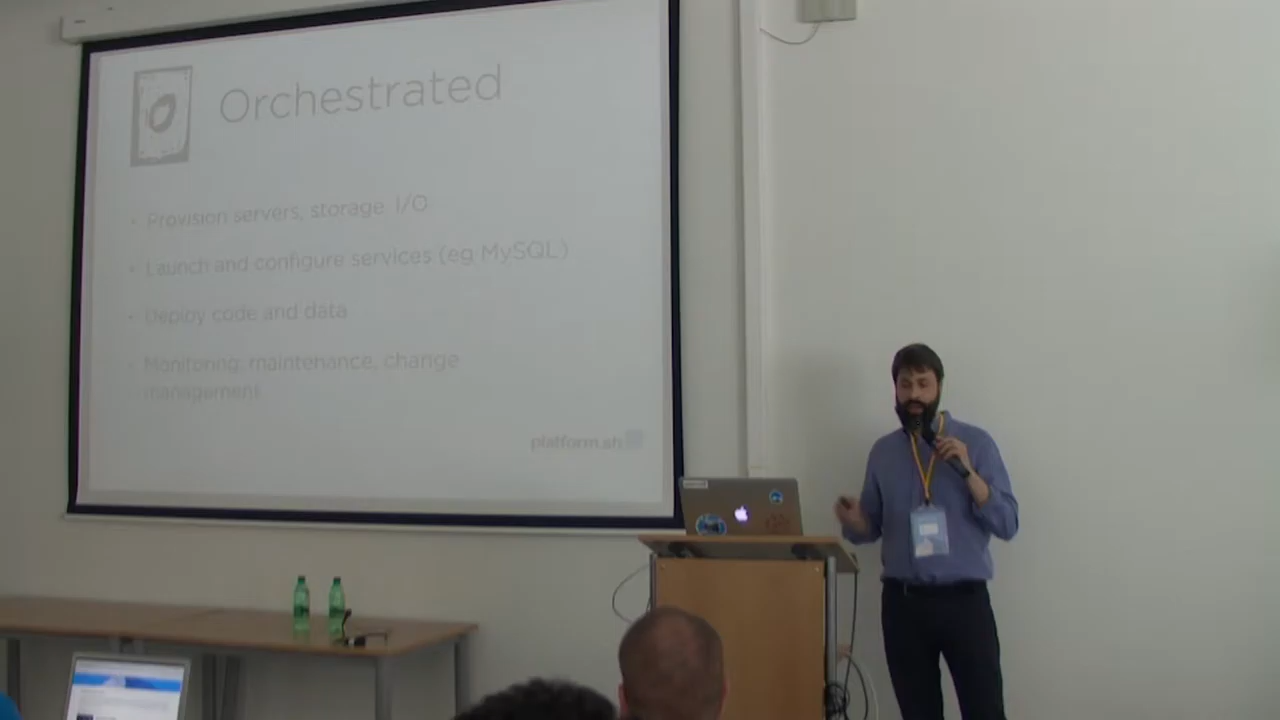 Orchestrated
• Provision servers, storage I/O
• Launch and configure services (eg MySQL)
• Deploy code and data
• Monitoring, maintenance, change
management
platform.sh